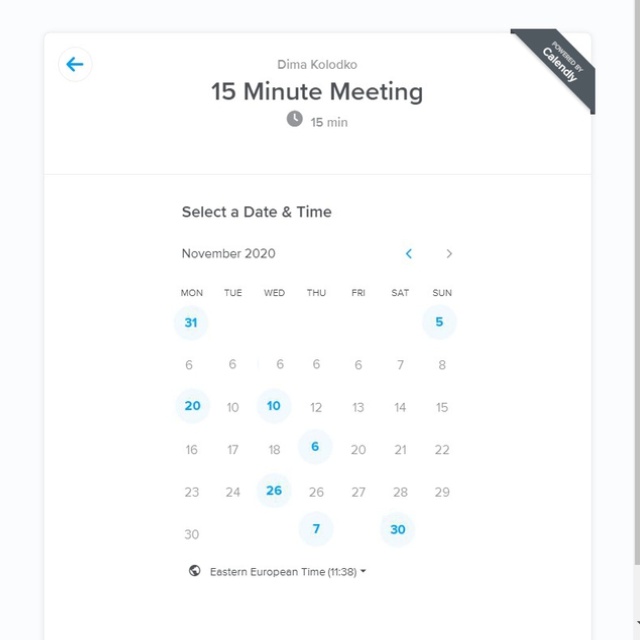 POWERED BY
Calendly
Dima Kolodko
15 Minute Meeting
15 min
Select a Date & Time
November 2020
MON TUE WED THU FRI SAT SUN
31 5
6 6 6 6 6 7 8
20 10 10 12 13 14 15
16 17 18 6 20 21 22
23 24 26 26 27 28 29
30 7 30
Eastern European Time (11:38)